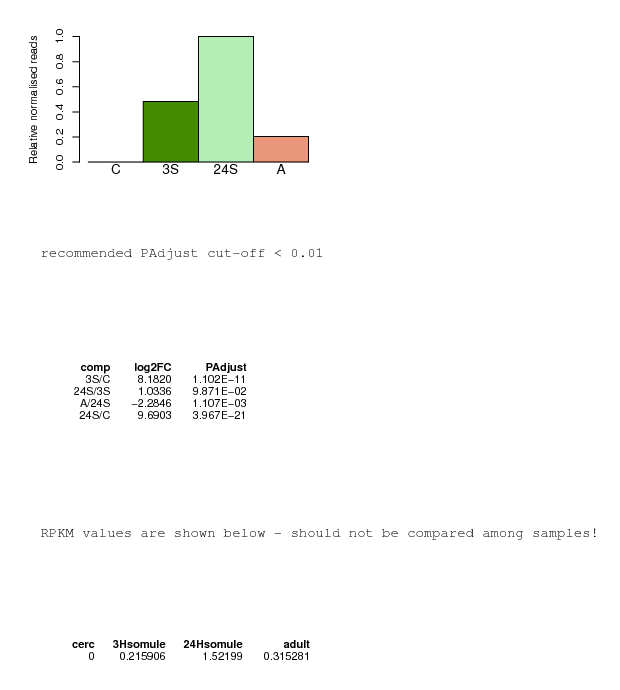 Relative normalised reads
1.0
0.8
0.6
0.4
0.2
0.0
C 3S 24S A
recommended PAdjust cut-off < 0.01
comp log2FC PAdjust
3S/C 8.1820 1.102E−11
24S/3S 1.0336 9.871E−02
A/24S −2.2846 1.107E−03
24S/C 9.6903 3.967E−21
RPKM values are shown below - should not be compared among samples!
cerc 3Hsomule 24Hsomule adult
0 0.215906 1.52199 0.315281